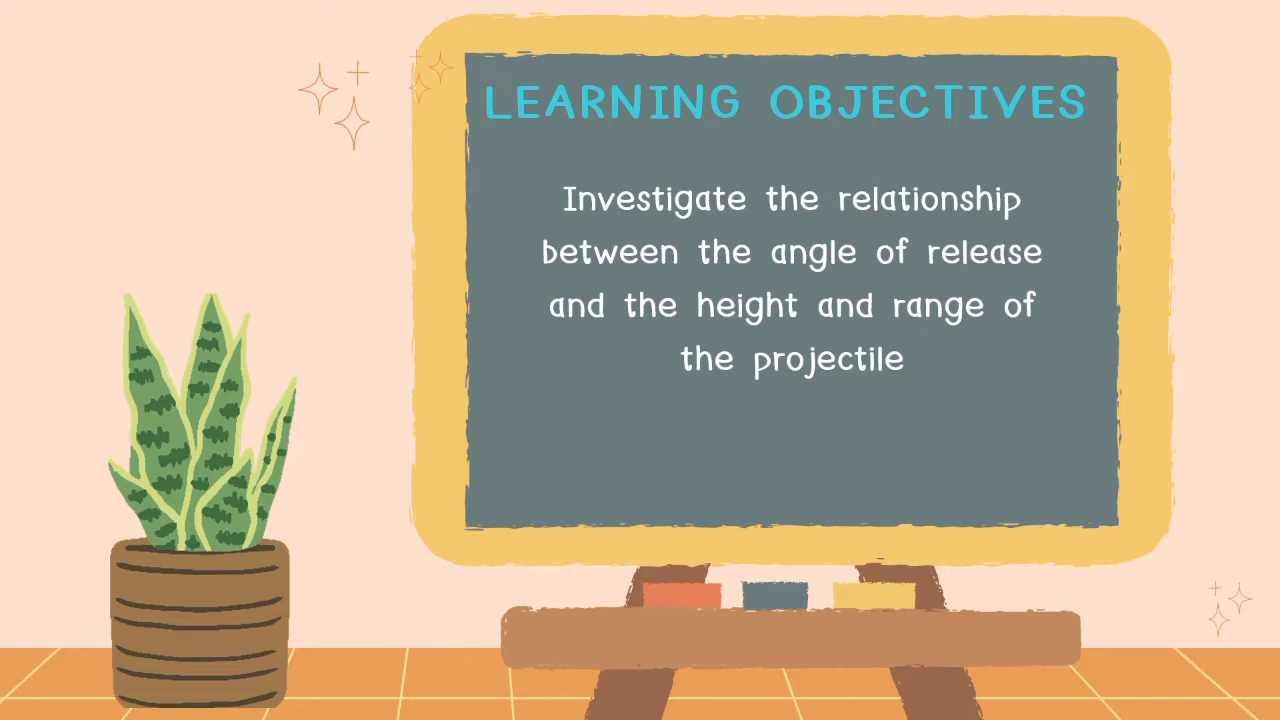 LEARNING OBJECTIVES
Investigate the relationship
between the angle of release
and the height and range of
the projectile